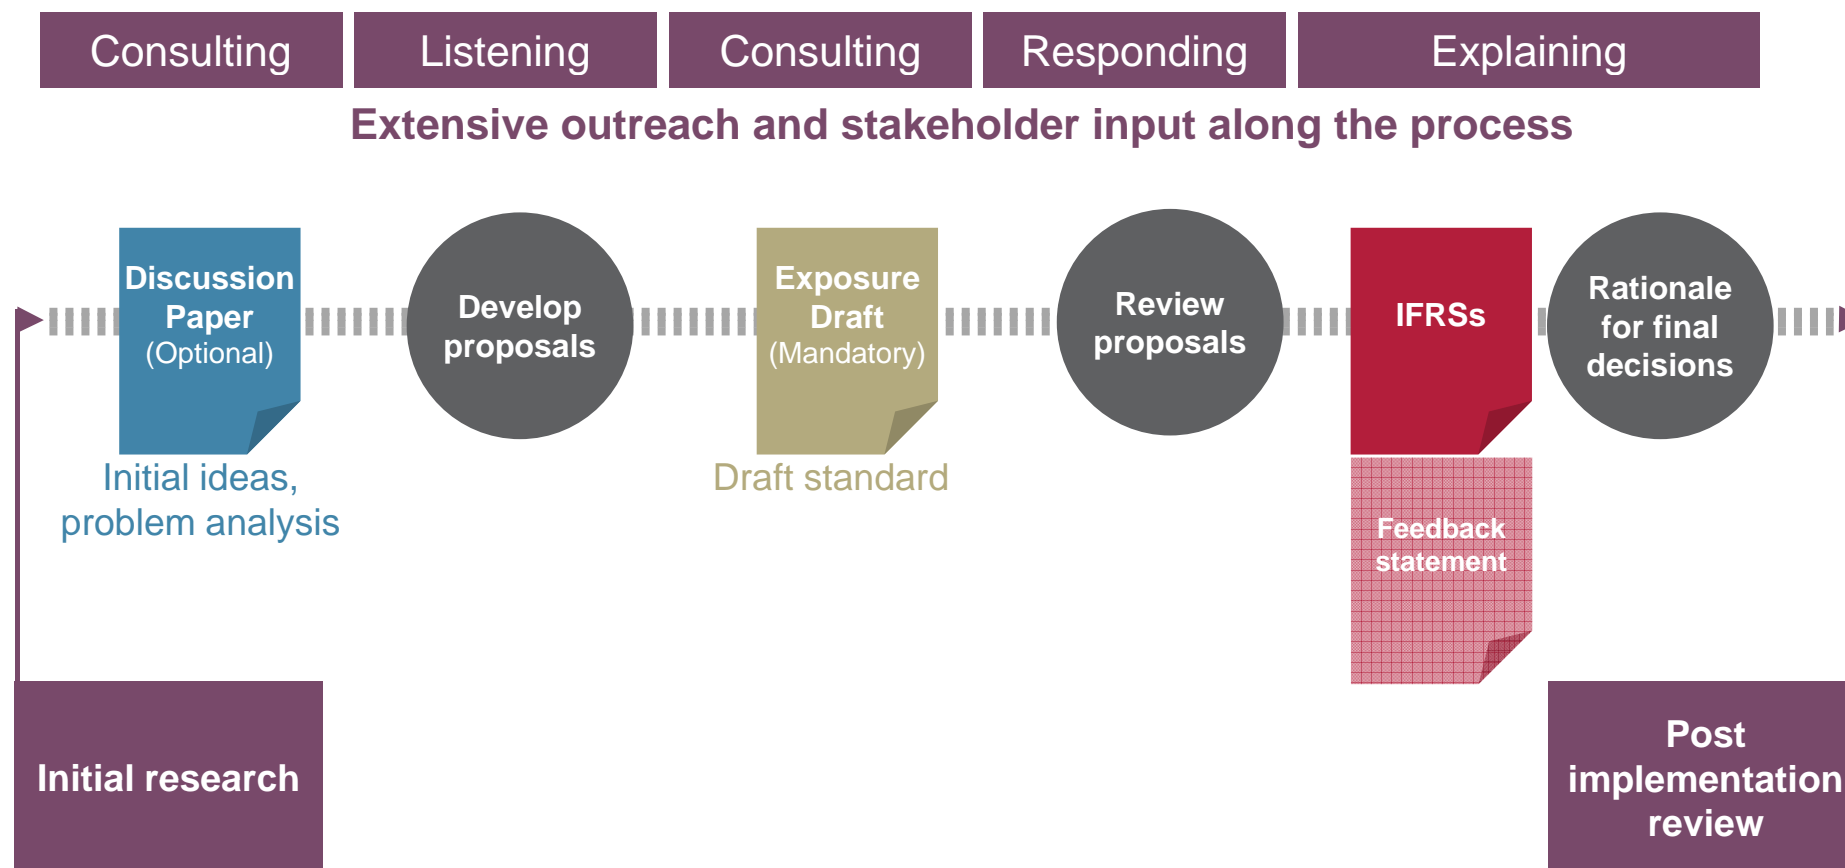 Consulting
Listening
Consulting
Responding
Explaining
Extensive outreach and stakeholder input along the process
Discussion
Paper
(Optional)
Initial ideas,
problem analysis
Develop
proposals
Exposure
Draft
(Mandatory)
Draft standard
Review
proposals
IFRSs
Feedback
statement
Rationale
for final
decisions
Initial research
Post
implementation
review